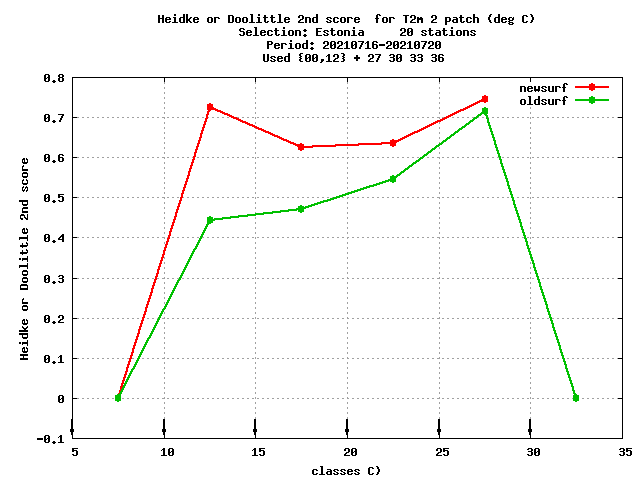 Heidke or Doolittle 2nd score  for T2m 2 patch (deg C)
Selection: Estonia     20 stations
Period: 20210716-20210720
Used {00,12} + 27 30 33 36
newsurf
oldsurf
0.8
0.7
0.6
0.5
0.4
0.3
0.2
0.1
0
-0.1
Heidke or Doolittle 2nd score
5 10 15 20 25 30 35
classes C)